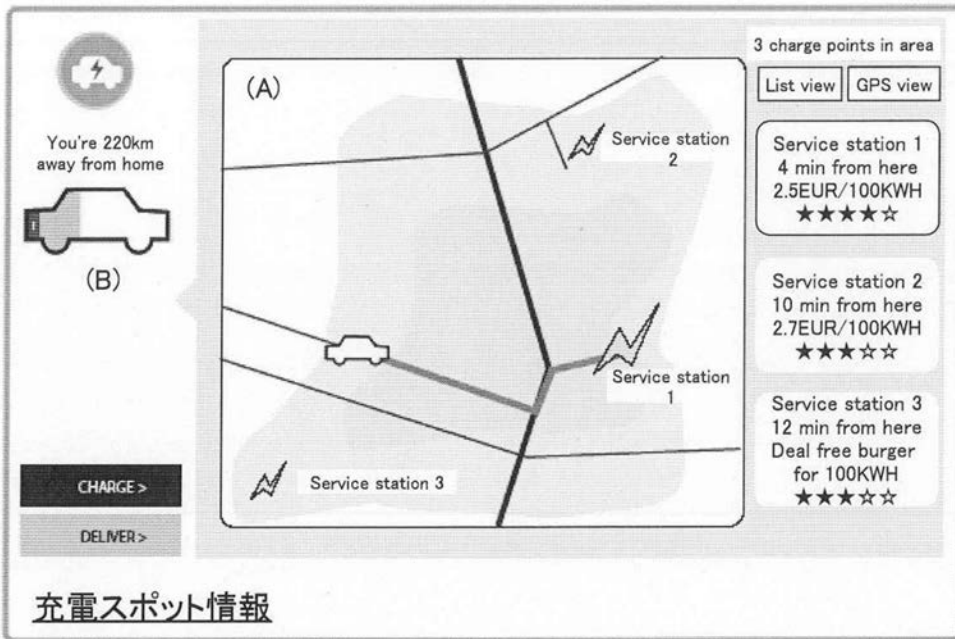 You're 220km
away from home
(B)
CHARGE >
DELIVER >
(A)
Service station
2
Service station
1
Service station 3
3 charge points in area
List view
GPS view
Service station 1
4 min from here
2.5EUR/100KWH
★★★★☆
Service station 2
10 min from here
2.7EUR/100KWH
★★★☆☆
Service station 3
12 min from here
Deal free burger
for 100KWH
★★★☆☆
充電スポット情報